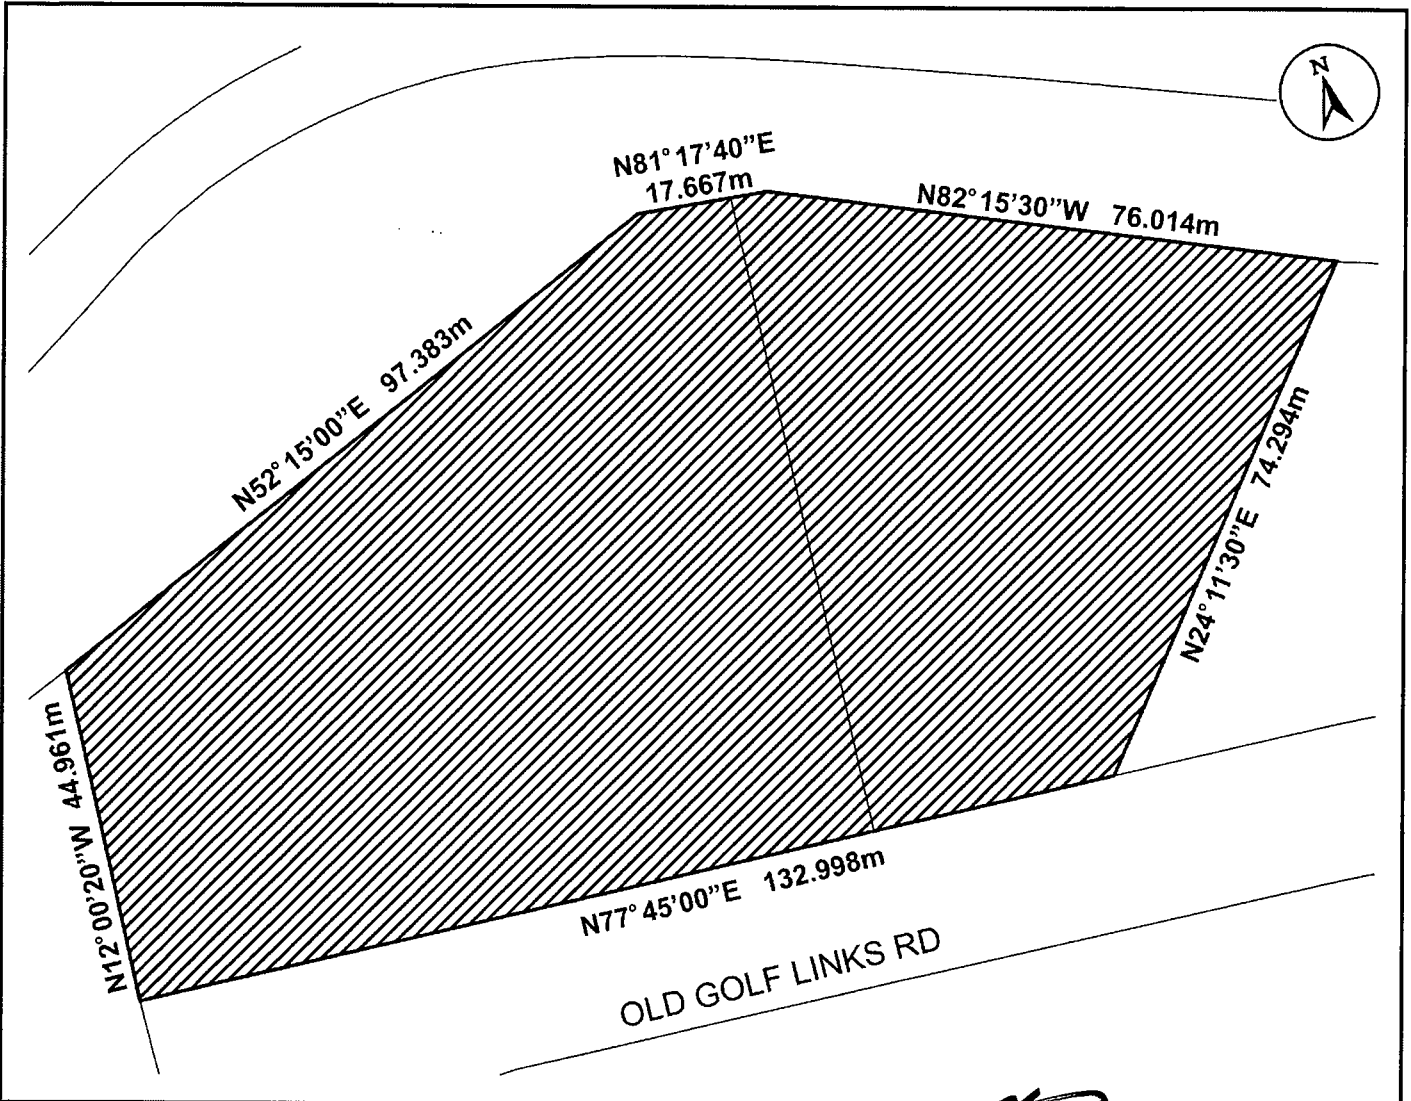 N
N81°17'40"E
17.667m
N82°15'30"W 76.014m
N52°15'00"E 97.383m
N24°11'30"E 74.294m
N12°00'20"W 44.961m
N77°45'00"E 132.998m
OLD GOLF LINKS RD